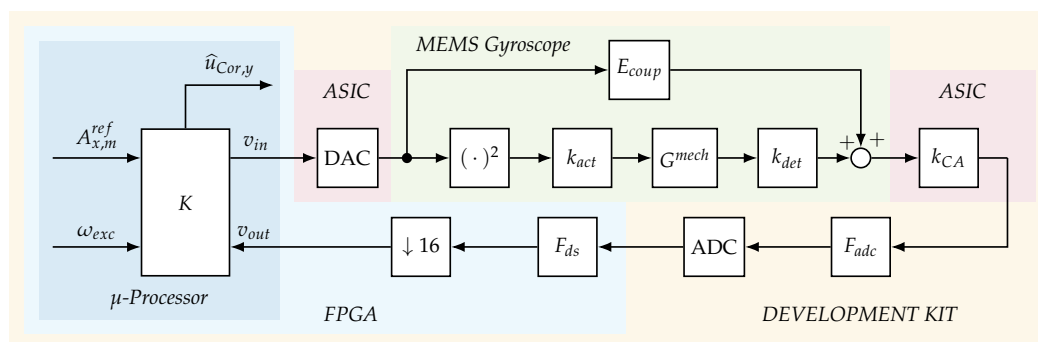 MEMS Gyroscope
E_coup
û_Cor,y
ASIC
ASIC
A^ref_x,m
v_in
DAC
( · )²
k_act
G^mech
k_det
+
+
k_CA
K
ω_exc
v_out
↓ 16
F_ds
ADC
F_adc
μ-Processor
FPGA
DEVELOPMENT KIT